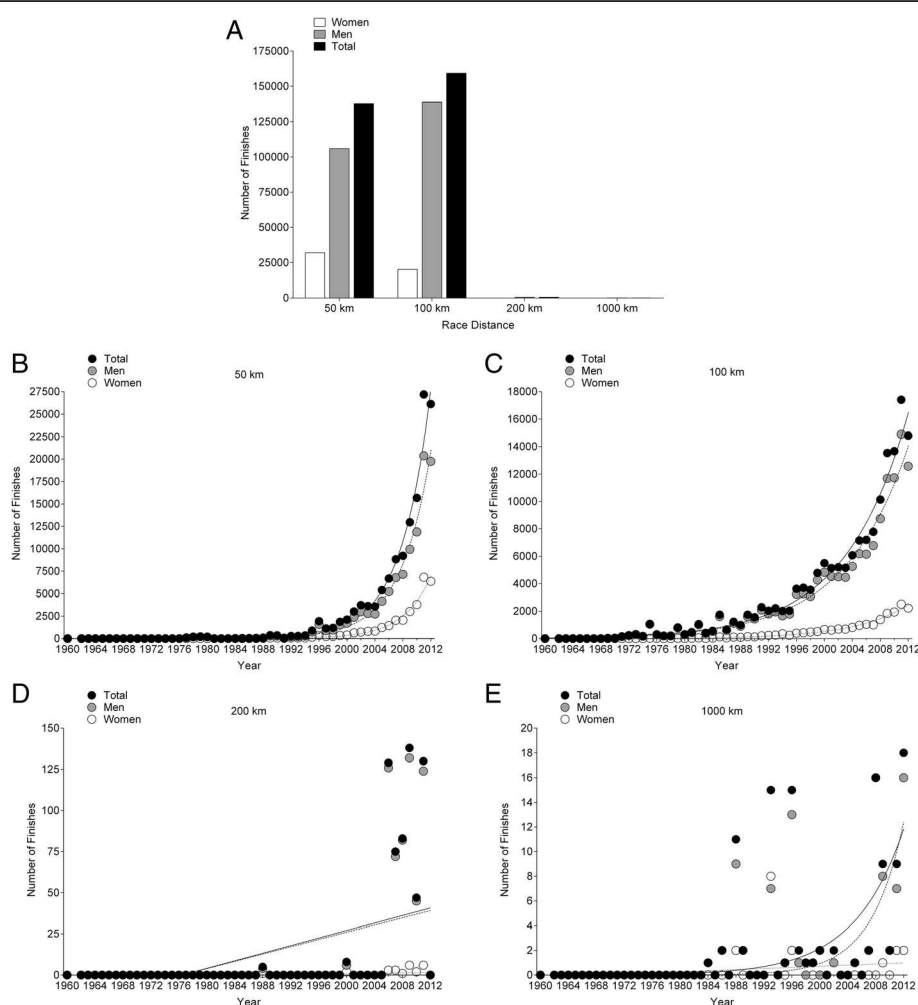 A
Women
Men
Total
175000
150000
125000
100000
75000
50000
25000
0
Number of Finishes
50 km 100 km 200 km 1000 km
Race Distance
B
Total
Men
Women
50 km
27500
25000
22500
20000
17500
15000
12500
10000
7500
5000
2500
0
Number of Finishes
1960 1964 1968 1972 1976 1980 1984 1988 1992 1996 2000 2004 2008 2012
Year
C
Total
Men
Women
100 km
18000
16000
14000
12000
10000
8000
6000
4000
2000
0
Number of Finishes
1960 1964 1968 1972 1976 1980 1984 1988 1992 1996 2000 2004 2008 2012
Year
D
Total
Men
Women
200 km
150
125
100
75
50
25
0
Number of Finishes
1960 1964 1968 1972 1976 1980 1984 1988 1992 1996 2000 2004 2008 2012
Year
E
Total
Men
Women
1000 km
20
18
16
14
12
10
8
6
4
2
0
Number of Finishes
1960 1964 1968 1972 1976 1980 1984 1988 1992 1996 2000 2004 2008 2012
Year